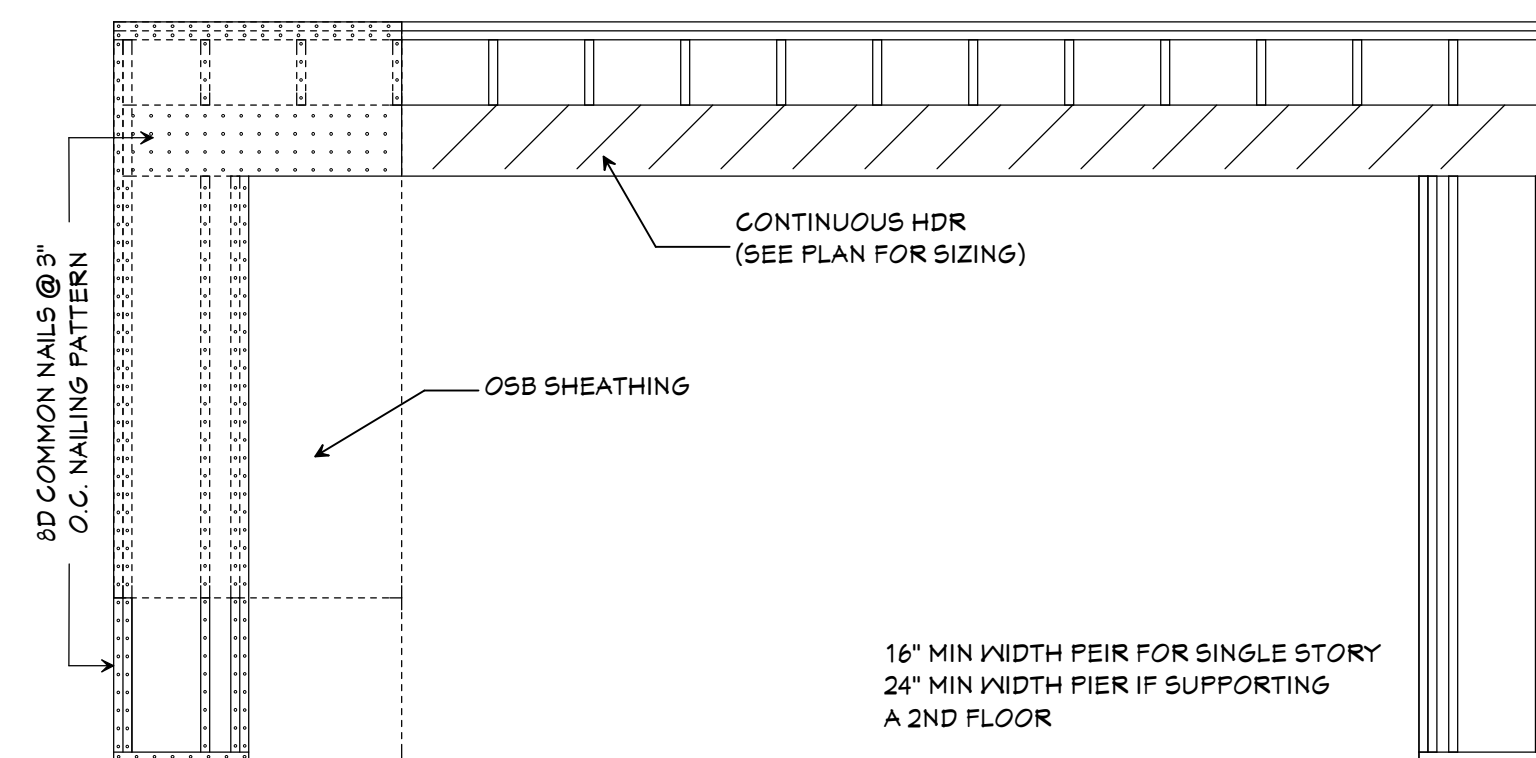 CONTINUOUS HDR
(SEE PLAN FOR SIZING)
8D COMMON NAILS @ 3"
O.C. NAILING PATTERN
OSB SHEATHING
16" MIN WIDTH PEIR FOR SINGLE STORY
24" MIN WIDTH PIER IF SUPPORTING
A 2ND FLOOR